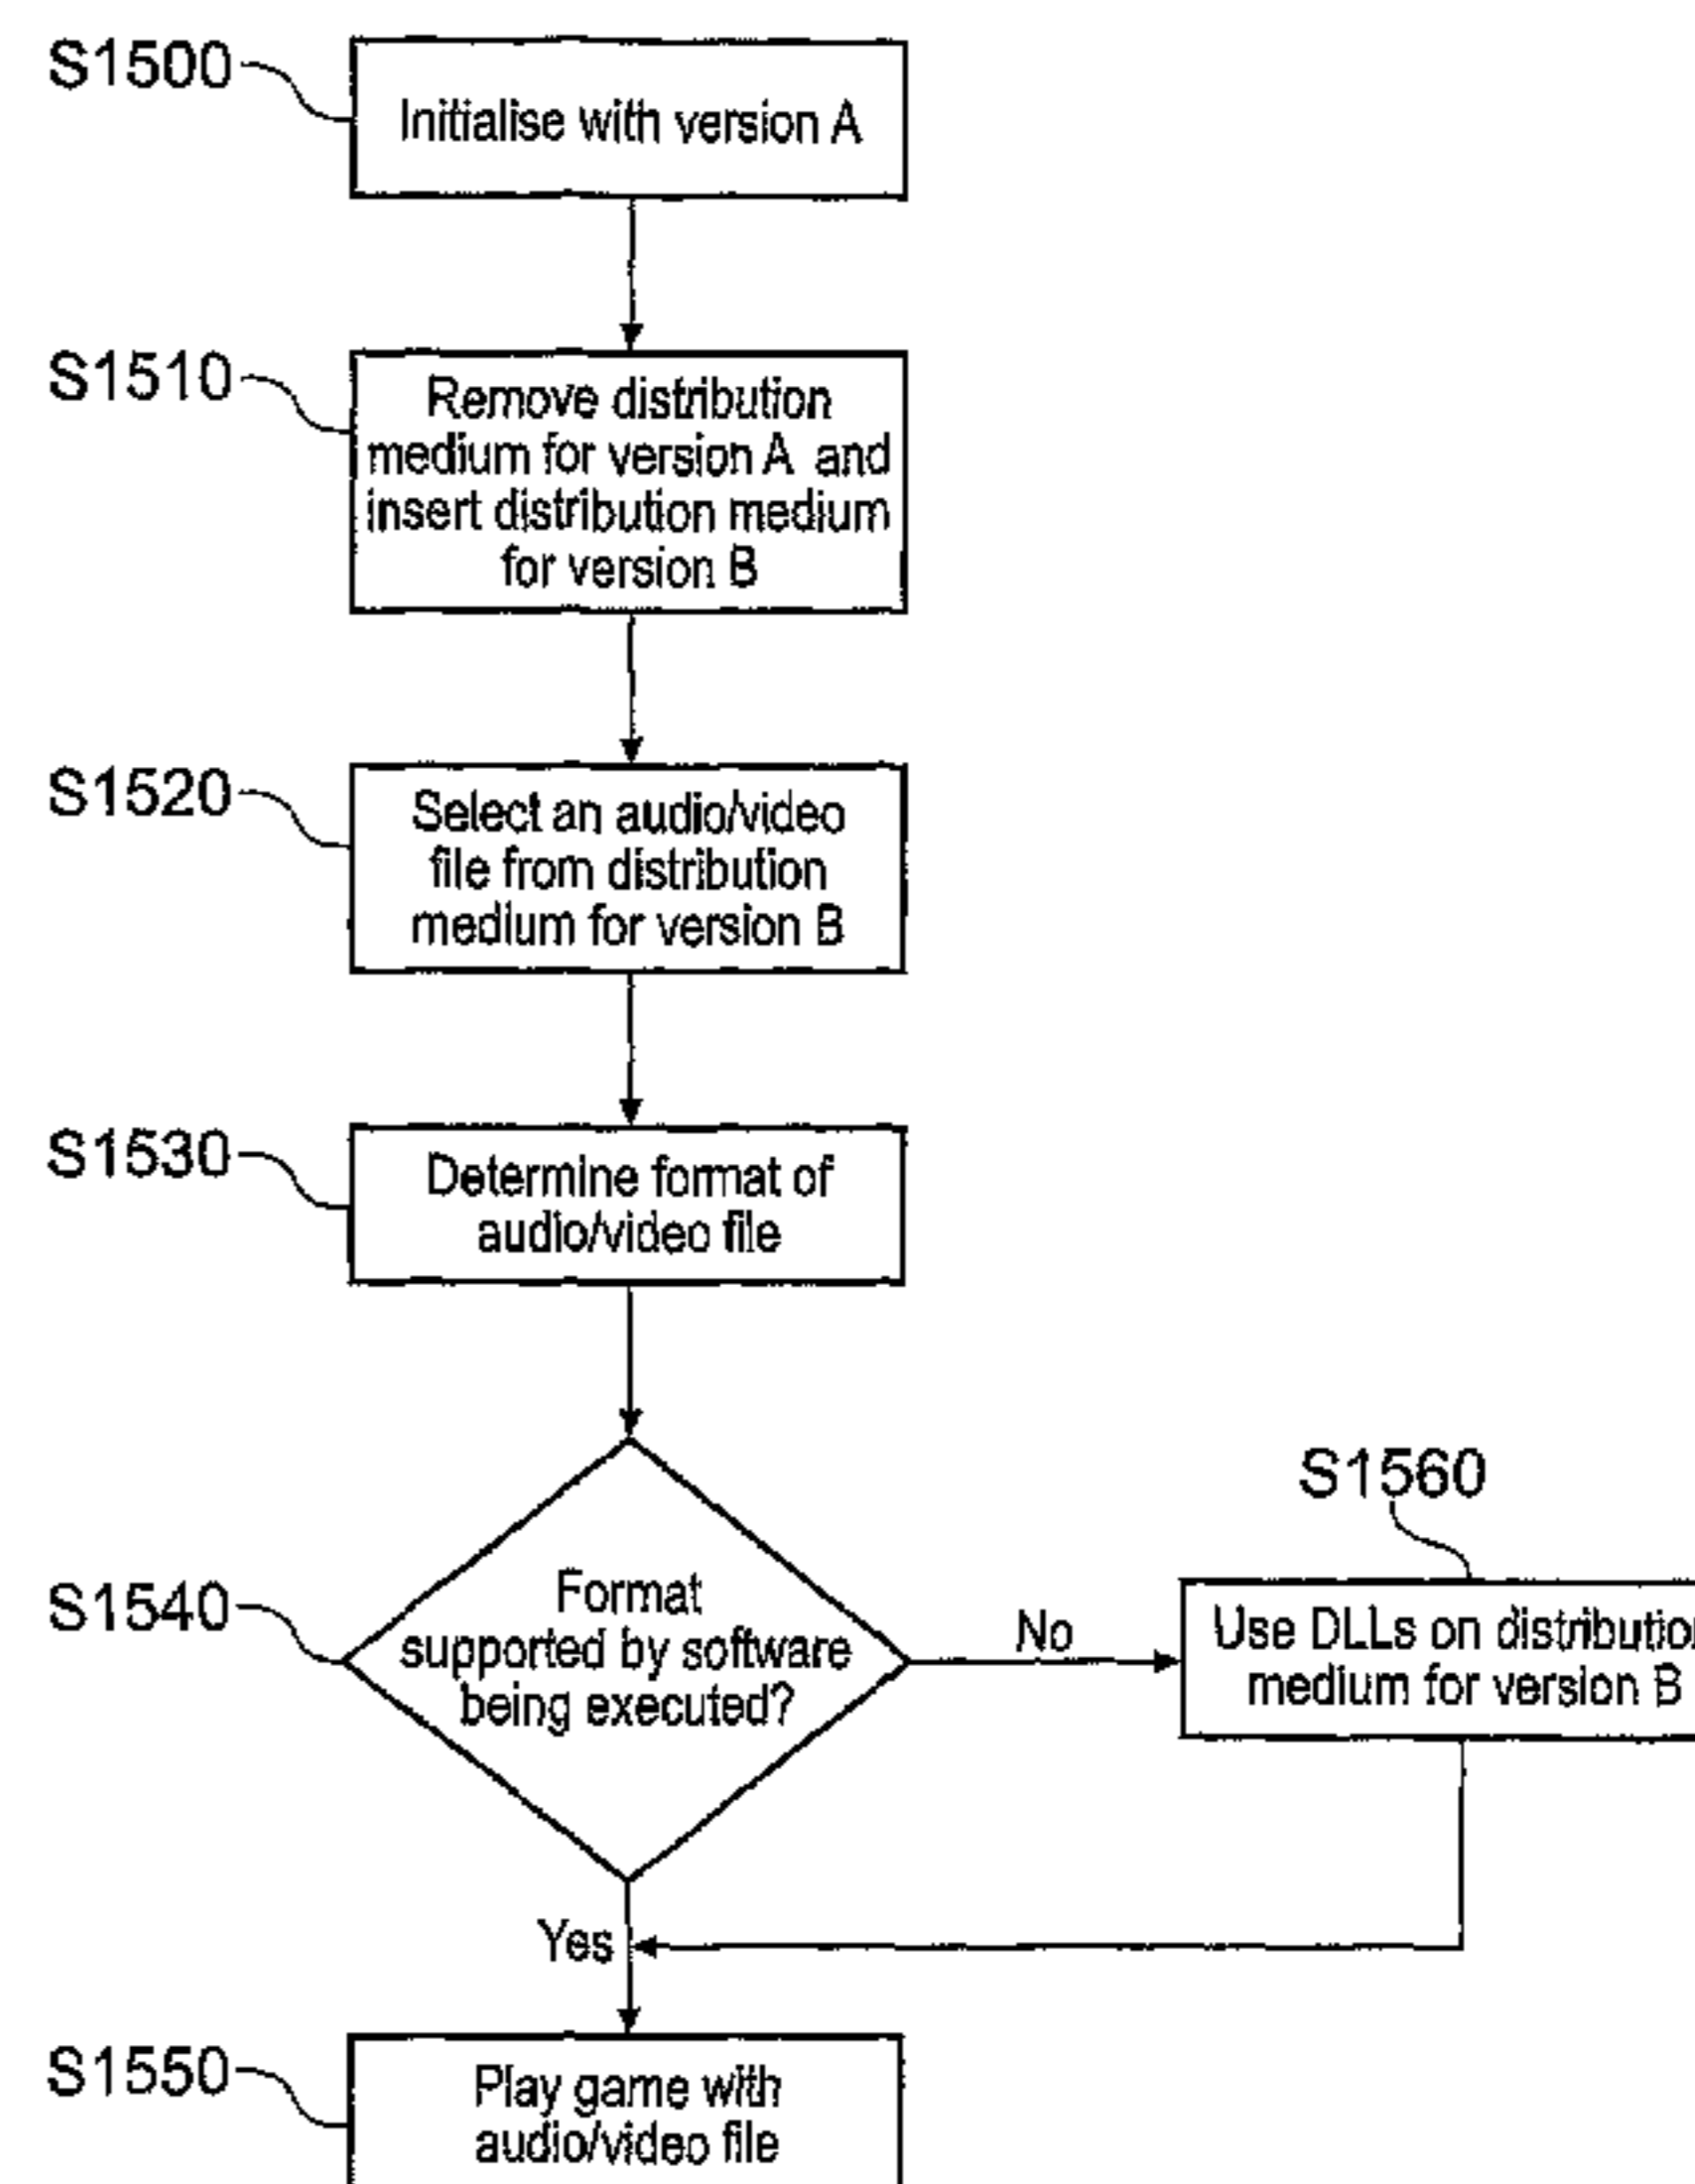 S1500
Initialise with version A
S1510
Remove distribution
medium for version A and
insert distribution medium
for version B
S1520
Select an audio/video
file from distribution
medium for version B
S1530
Determine format of
audio/video file
S1540
Format
supported by software
being executed?
No
S1560
Use DLLs on distribution
medium for version B
Yes
S1550
Play game with
audio/video file